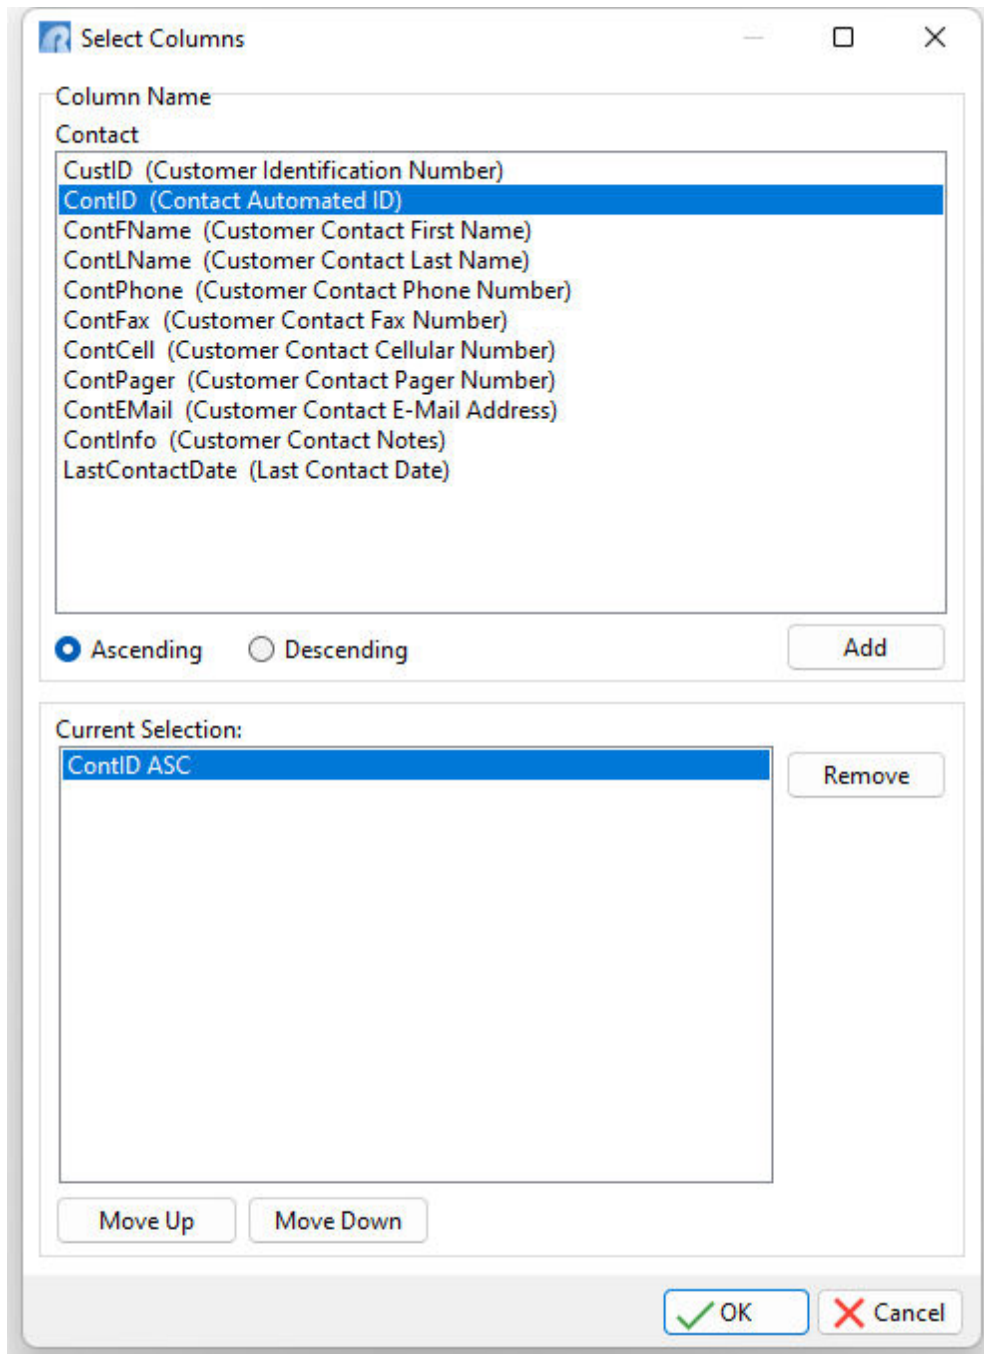 Select Columns
Column Name
Contact
CustID (Customer Identification Number)
ContID (Contact Automated ID)
ContFName (Customer Contact First Name)
ContLName (Customer Contact Last Name)
ContPhone (Customer Contact Phone Number)
ContFax (Customer Contact Fax Number)
ContCell (Customer Contact Cellular Number)
ContPager (Customer Contact Pager Number)
ContEMail (Customer Contact E-Mail Address)
ContInfo (Customer Contact Notes)
LastContactDate (Last Contact Date)
Ascending Descending Add
Current Selection:
ContID ASC
Remove
Move Up Move Down
OK Cancel